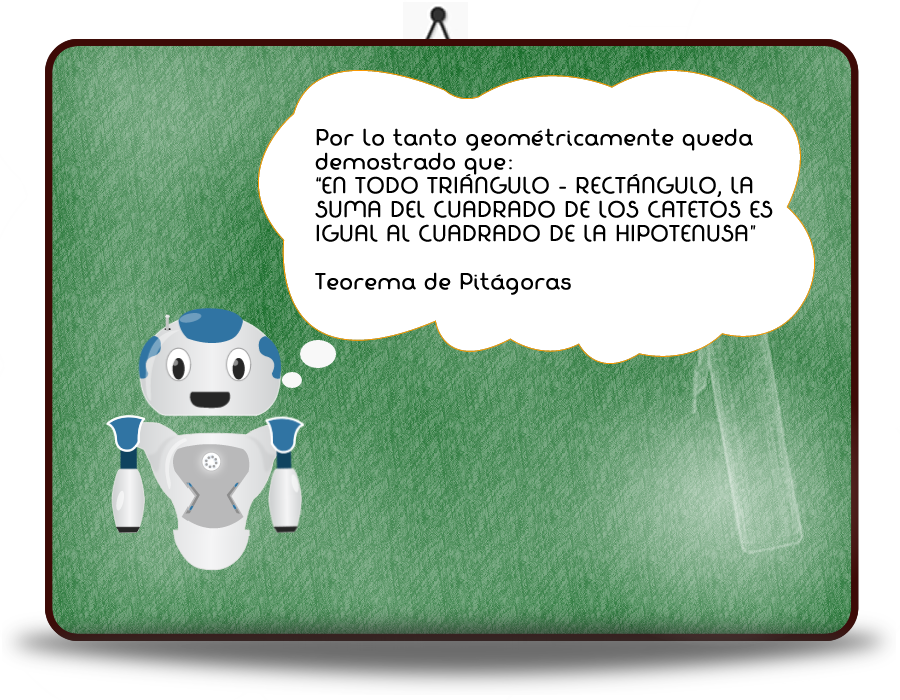 Por lo tanto geométricamente queda
demostrado que:
"EN TODO TRIÁNGULO - RECTÁNGULO, LA
SUMA DEL CUADRADO DE LOS CATETOS ES
IGUAL AL CUADRADO DE LA HIPOTENUSA"
Teorema de Pitágoras